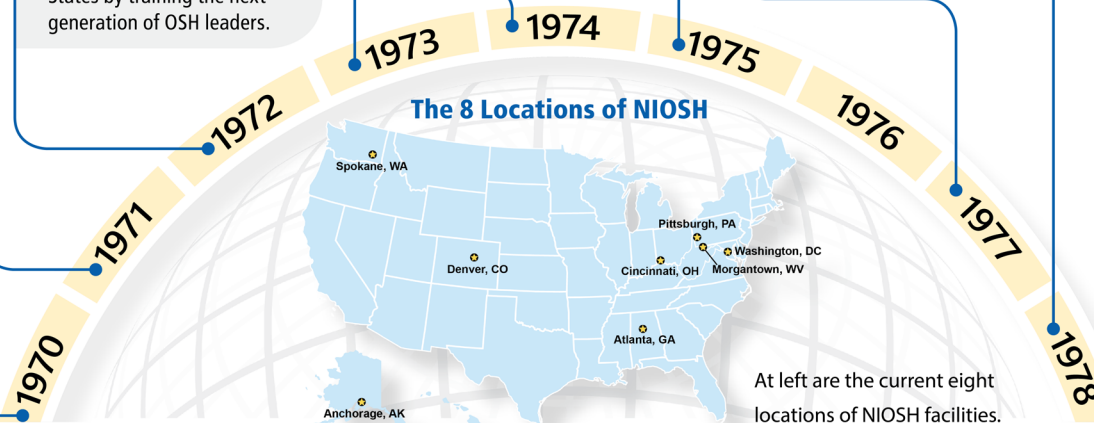 States by training the next
generation of OSH leaders.
1970
1971
1972
1973
1974
1975
1976
1977
1978
The 8 Locations of NIOSH
Spokane, WA
Pittsburgh, PA
Washington, DC
Denver, CO
Cincinnati, OH
Morgantown, WV
Atlanta, GA
Anchorage, AK
At left are the current eight
locations of NIOSH facilities.